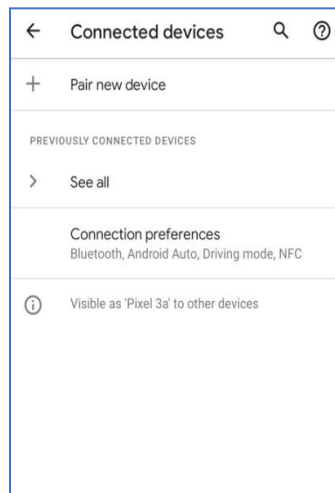 Connected devices
Pair new device
PREVIOUSLY CONNECTED DEVICES
See all
Connection preferences
Bluetooth, Android Auto, Driving mode, NFC
Visible as 'Pixel 3a' to other devices